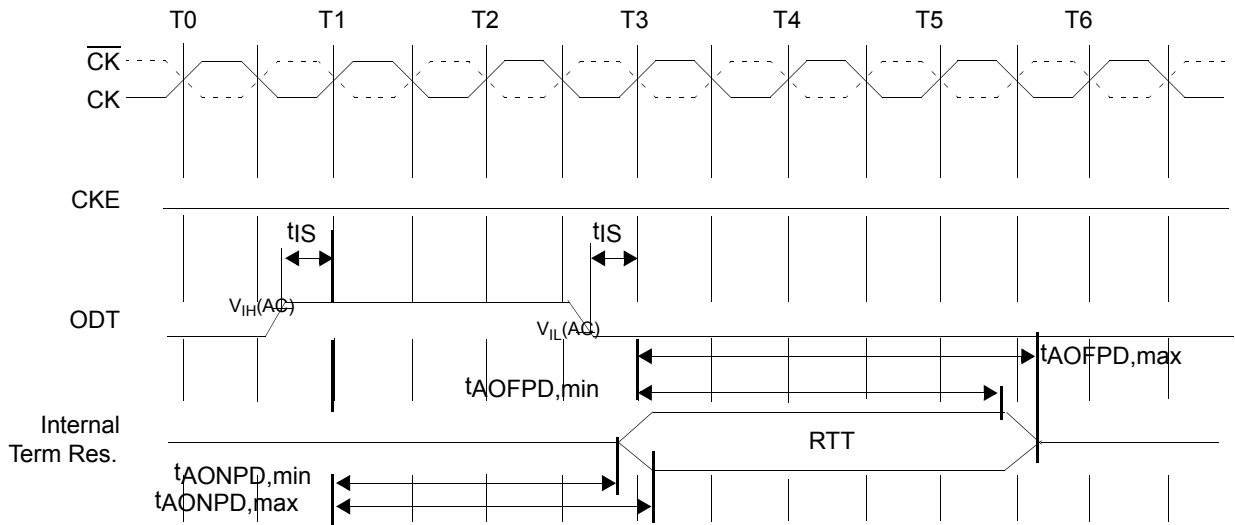 T0 T1 T2 T3 T4 T5 T6
CK
CK
CKE
tIS tIS
VIH(AC)
ODT
VIL(AC)
tAOFPD,max
tAOFPD,min
Internal
Term Res.
RTT
tAONPD,min
tAONPD,max